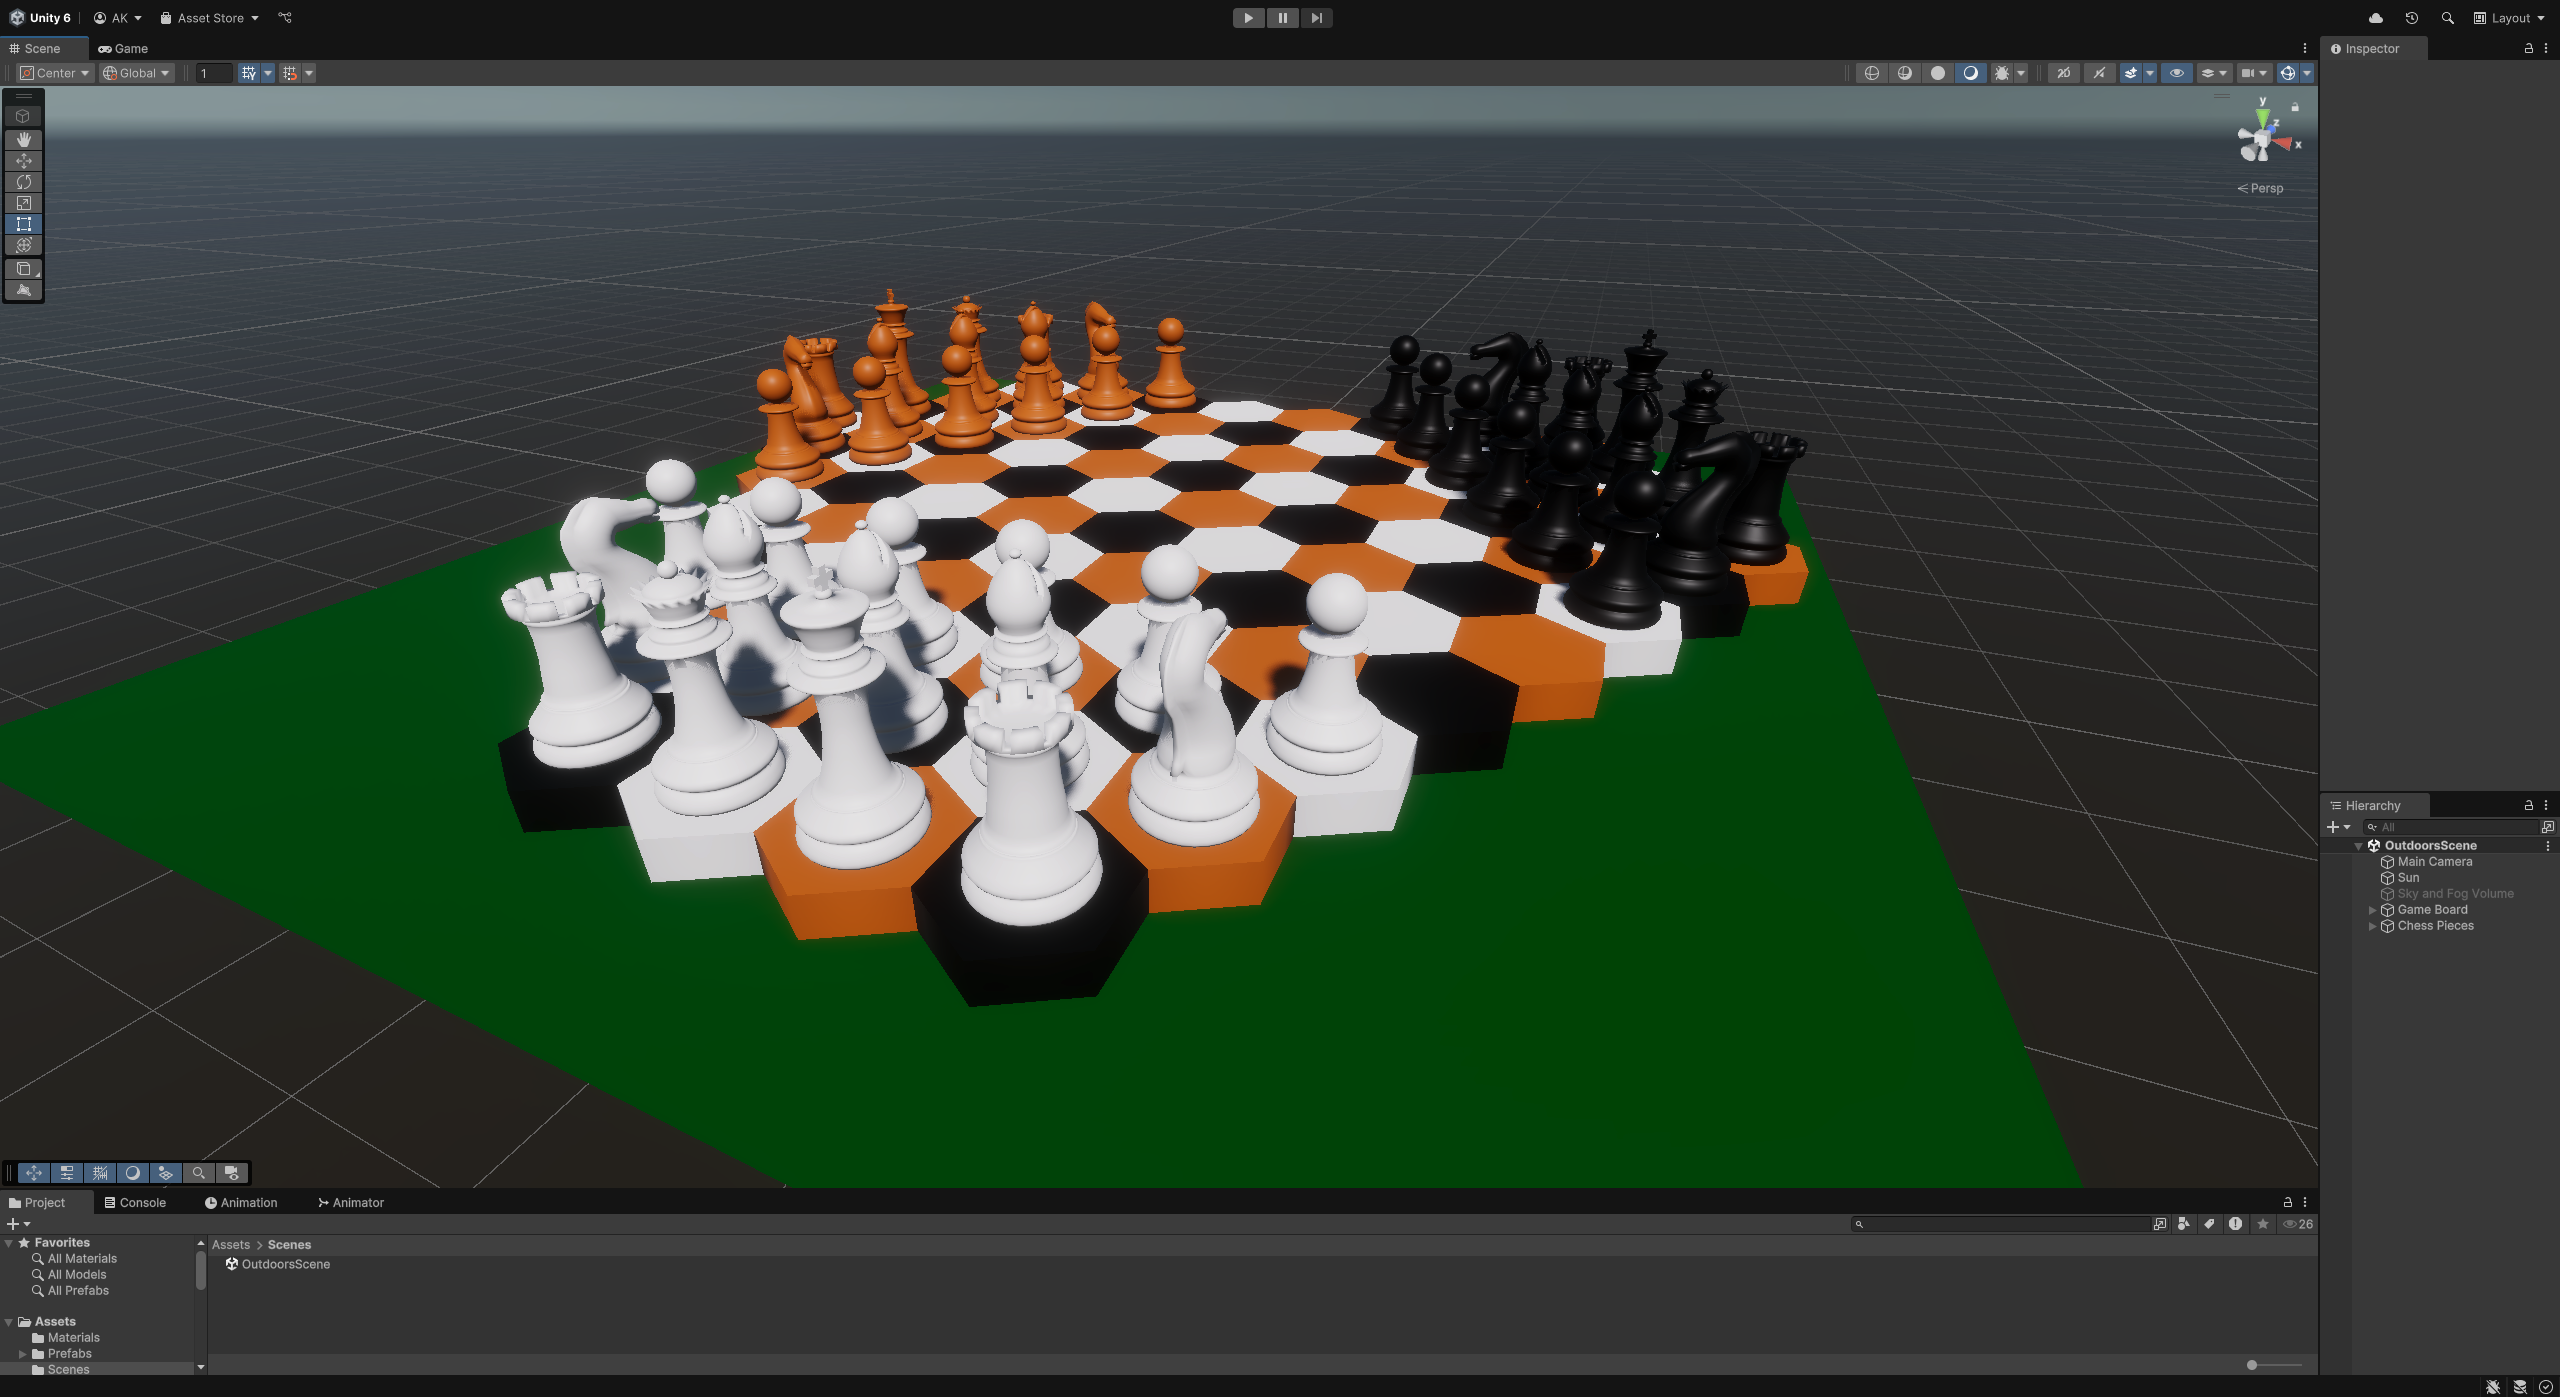 Unity 6 AK Asset Store Layout
Scene Game Inspector
Center Global 1 2D
y
z
x
Persp
Hierarchy
All
OutdoorsScene
Main Camera
Sun
Sky and Fog Volume
Game Board
Chess Pieces
Project Console Animation Animator
26
Favorites
All Materials
All Models
All Prefabs
Assets
Materials
Prefabs
Scenes
Assets > Scenes
OutdoorsScene